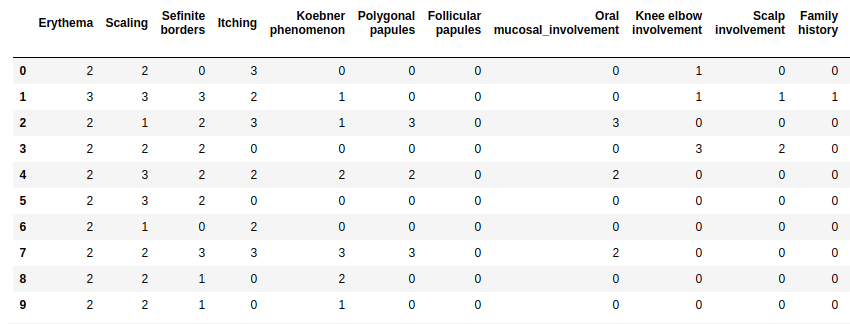 Erythema Scaling Sefinite borders Itching Koebner phenomenon Polygonal papules Follicular papules Oral mucosal_involvement Knee elbow involvement Scalp involvement Family history
0 2 2 0 3 0 0 0 0 1 0 0
1 3 3 3 2 1 0 0 0 1 1 1
2 2 1 2 3 1 3 0 3 0 0 0
3 2 2 2 0 0 0 0 0 3 2 0
4 2 3 2 2 2 2 0 2 0 0 0
5 2 3 2 0 0 0 0 0 0 0 0
6 2 1 0 2 0 0 0 0 0 0 0
7 2 2 3 3 3 3 0 2 0 0 0
8 2 2 1 0 2 0 0 0 0 0 0
9 2 2 1 0 1 0 0 0 0 0 0